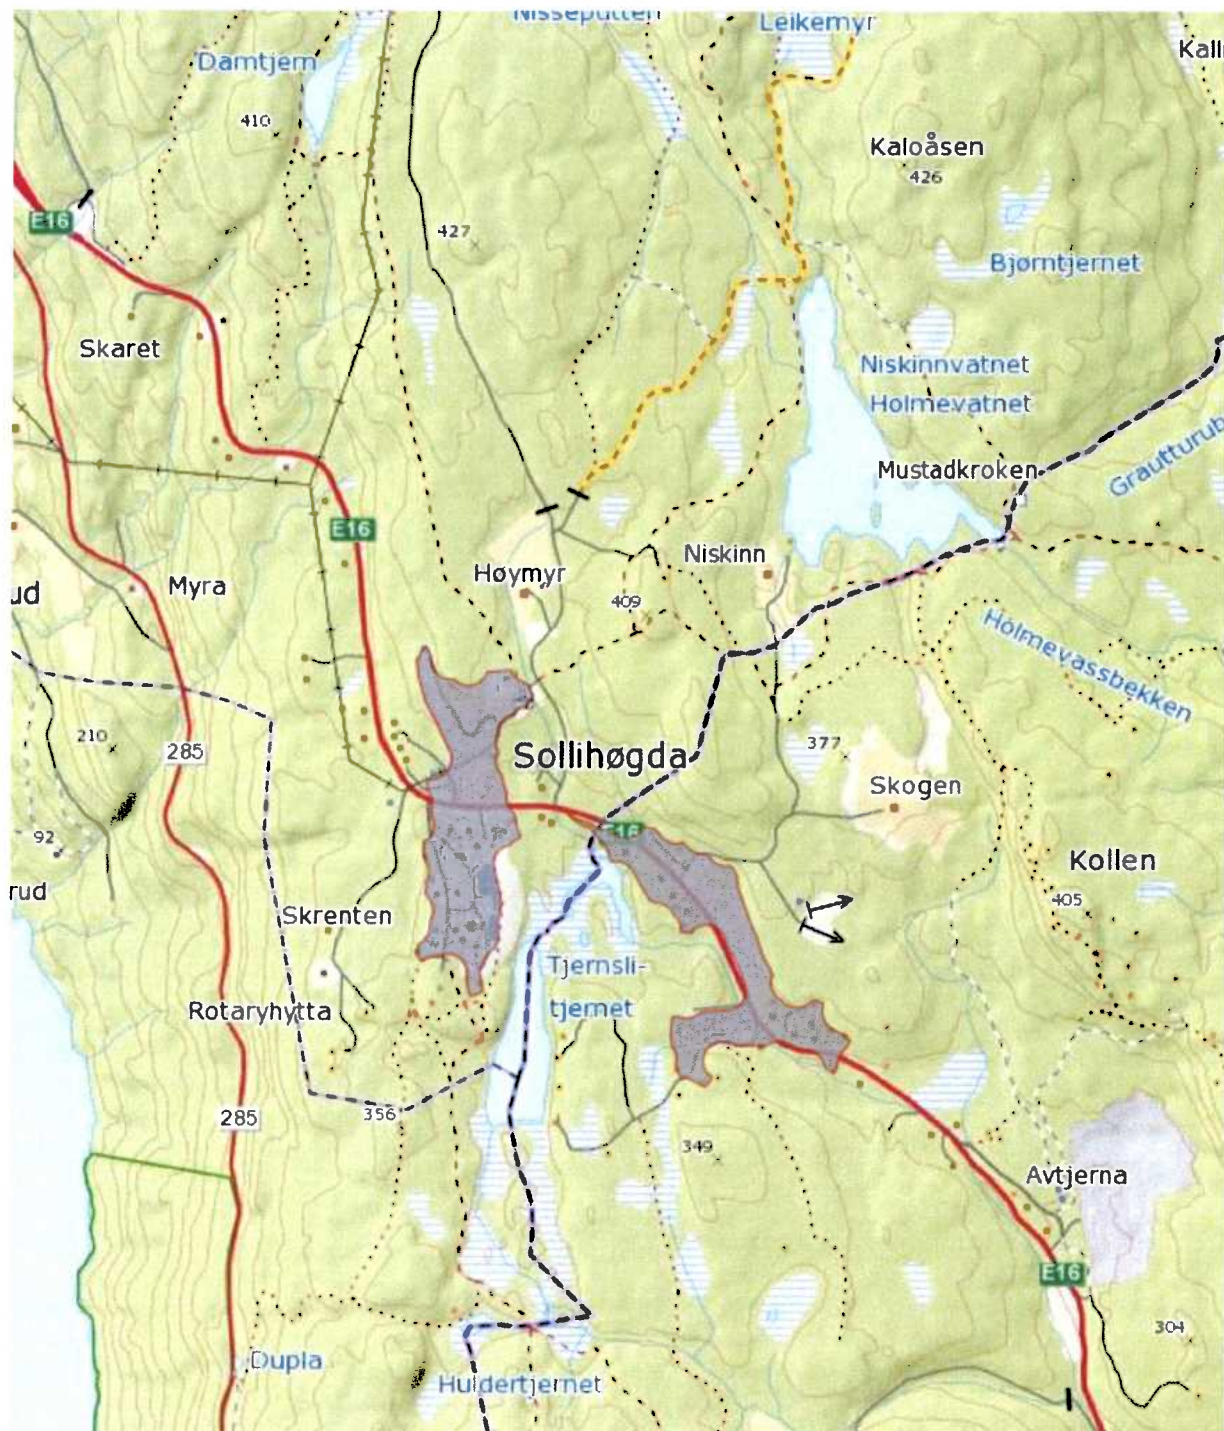 Nisseputten
Leikemyr
Damtjern
410
Kaloåsen
426
E16
427
Bjørntjernet
Skaret
Niskinnvatnet
Holmevatnet
Mustadkroken
E16
Niskinn
Høymyr
Myra
ud
409
Holmevassbekken
210
285
Sollihøgda
377
Skogen
92
E16
Kollen
rud
405
Skrenten
Tjernsli-
tjernet
Rotaryhytta
285
356
349
Avtjerna
E16
304
Dupla
Huldertjernet